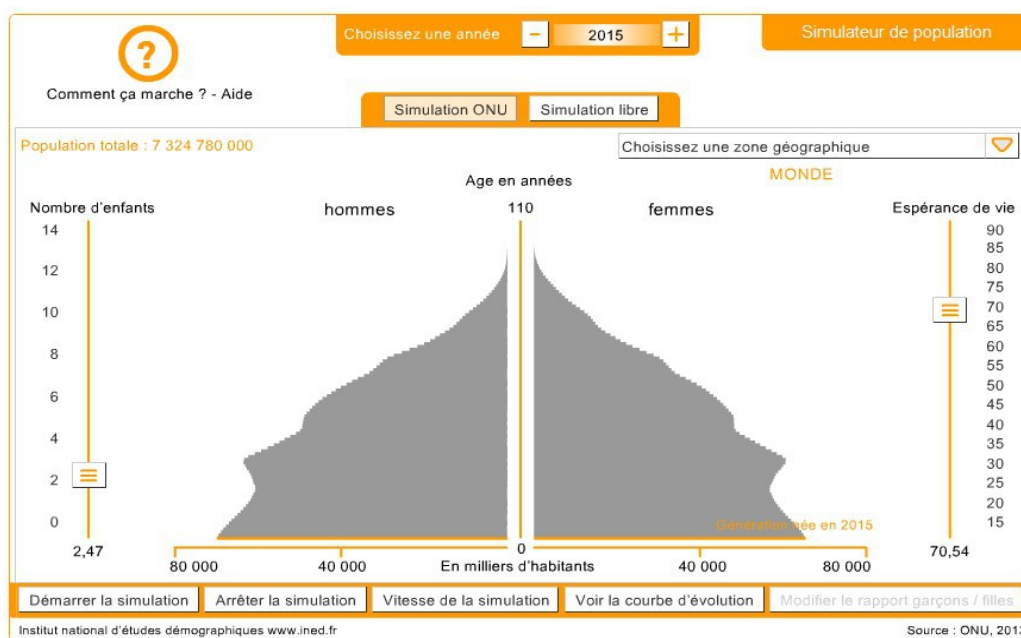 Choisissez une année - 2015 + Simulateur de population
?
Comment ça marche ? - Aide
Simulation ONU Simulation libre
Population totale : 7 324 780 000 Choisissez une zone géographique
MONDE
Age en années
Nombre d'enfants hommes 110 femmes Espérance de vie
14
12
10
8
6
4
2
0
2,47
90
85
80
75
70
65
60
55
50
45
40
35
30
25
20
15
70,54
Génération née en 2015
80 000 40 000 0 40 000 80 000
En milliers d'habitants
Démarrer la simulation Arrêter la simulation Vitesse de la simulation Voir la courbe d'évolution Modifier le rapport garçons / filles
Institut national d'études démographiques www.ined.fr Source : ONU, 2013